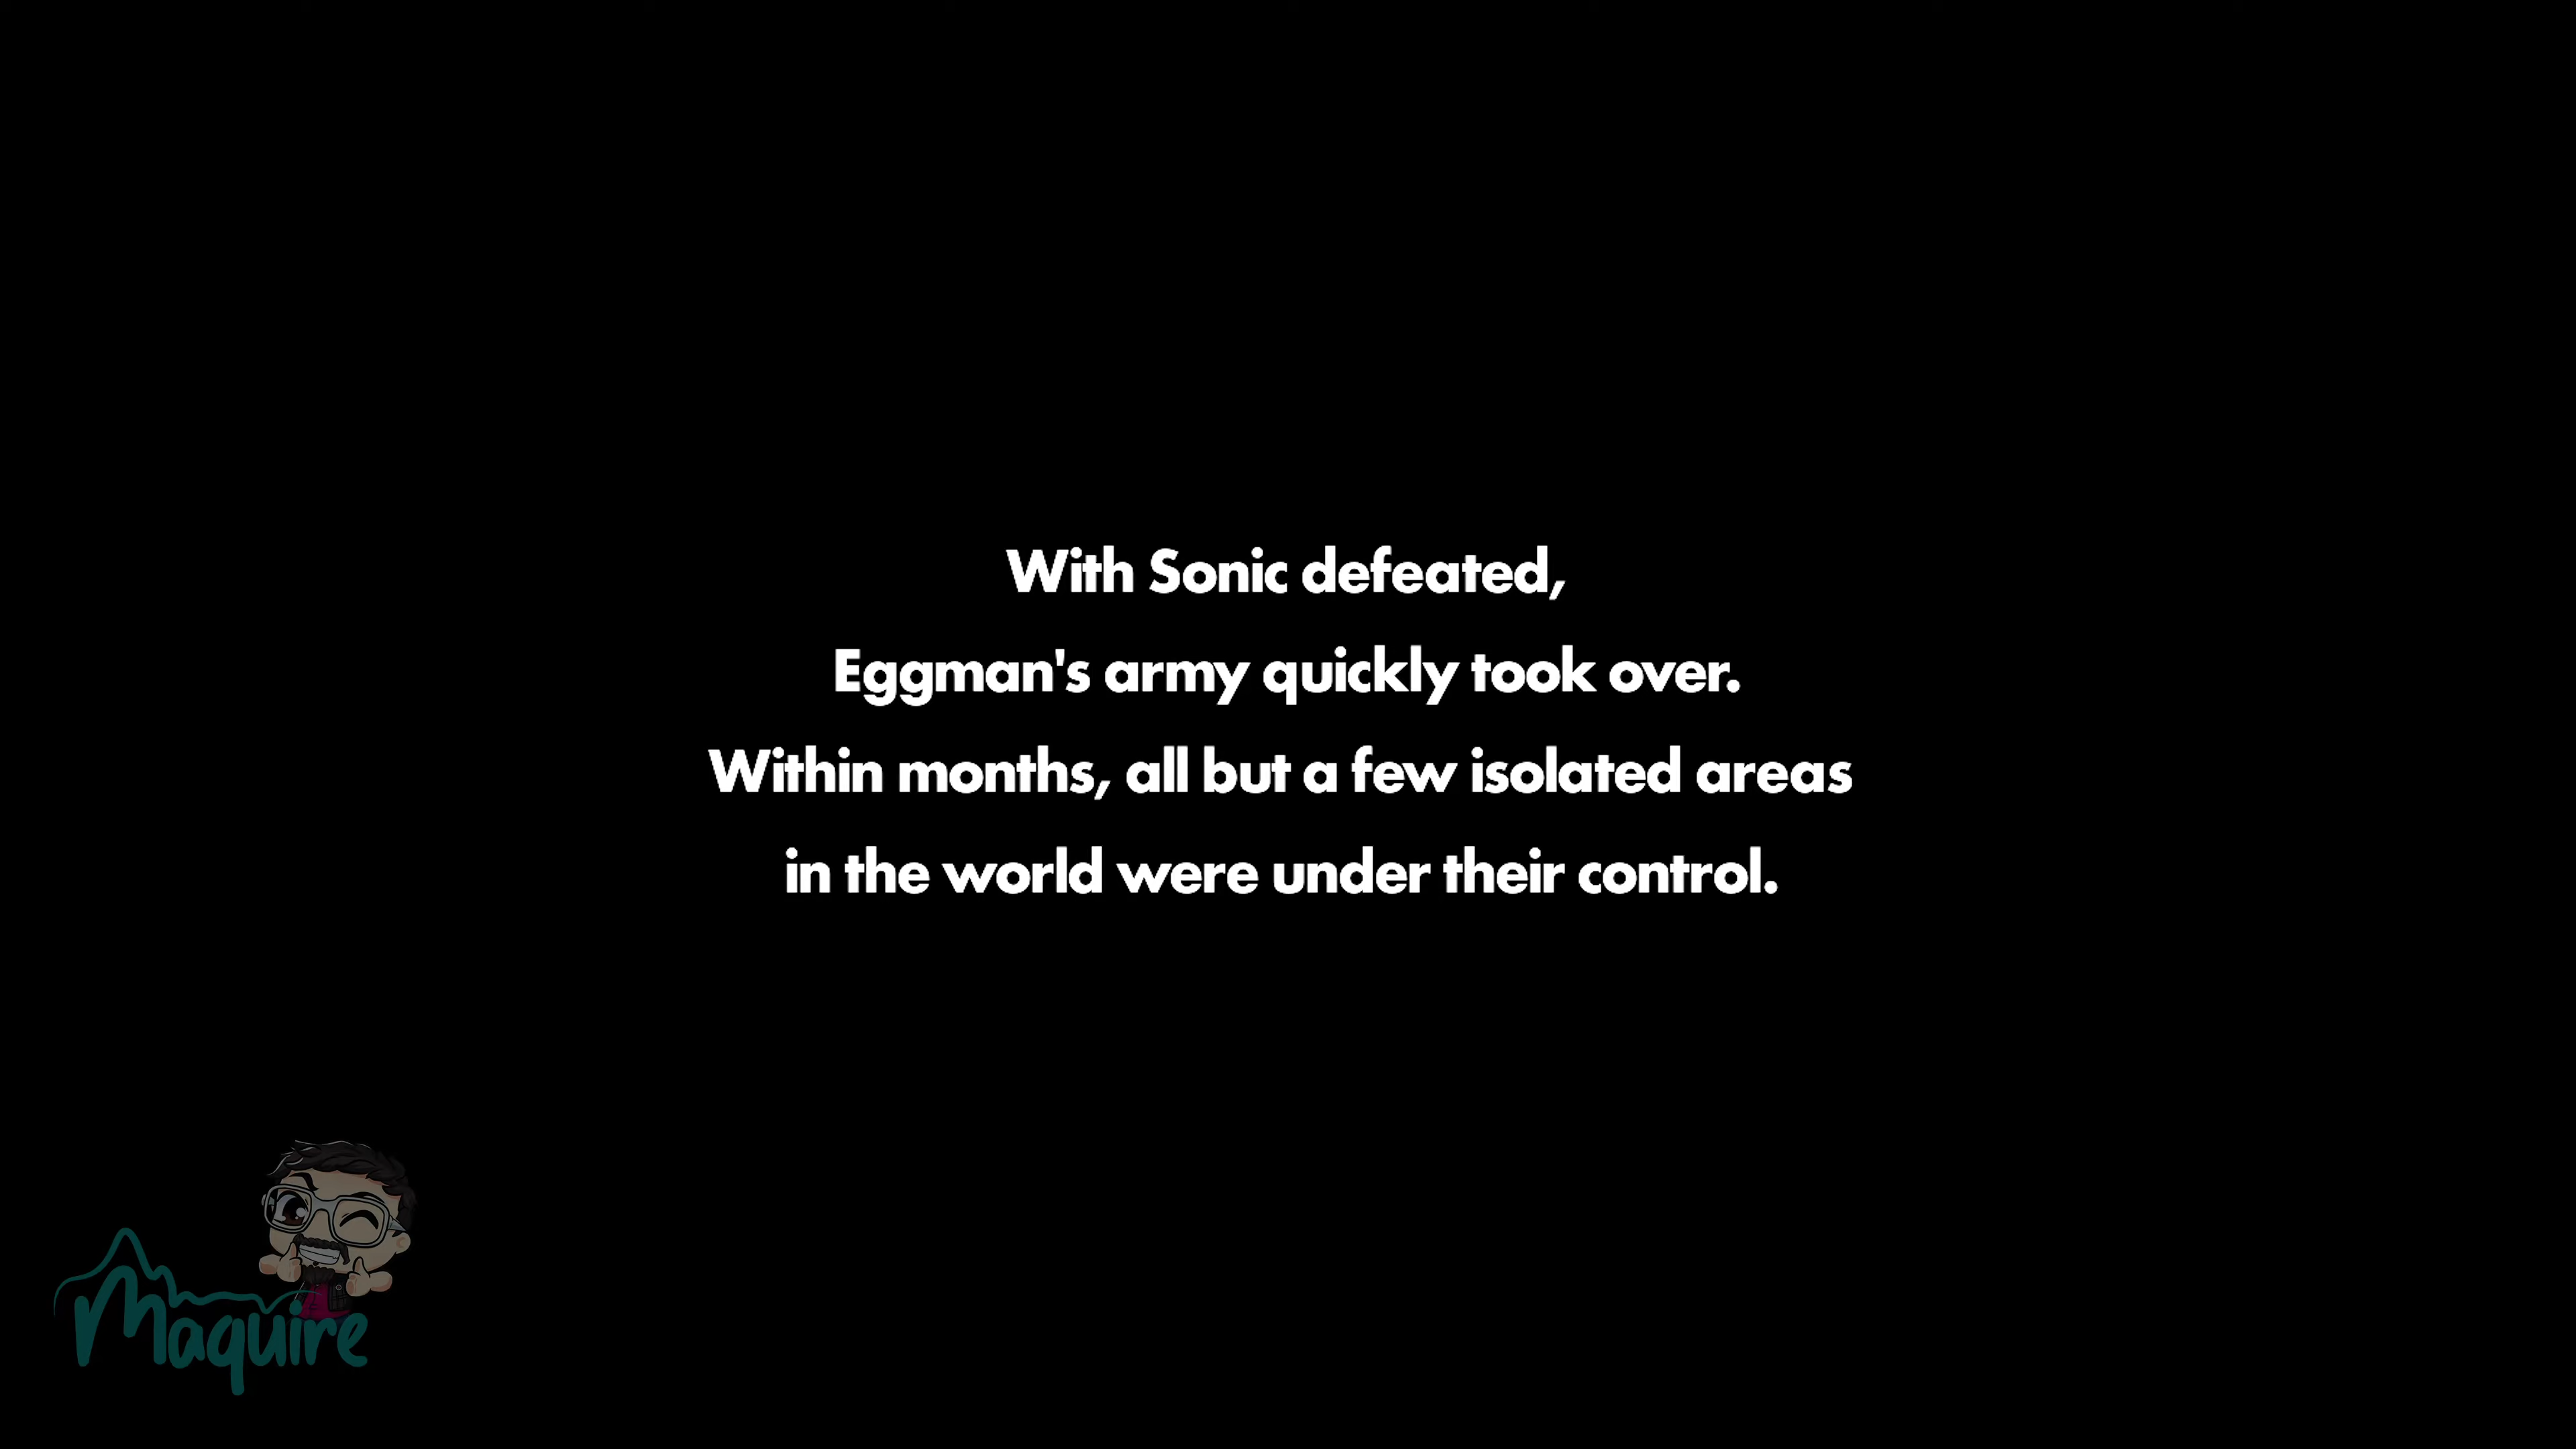 With Sonic defeated,
Eggman's army quickly took over.
Within months, all but a few isolated areas
in the world were under their control.
Maquire